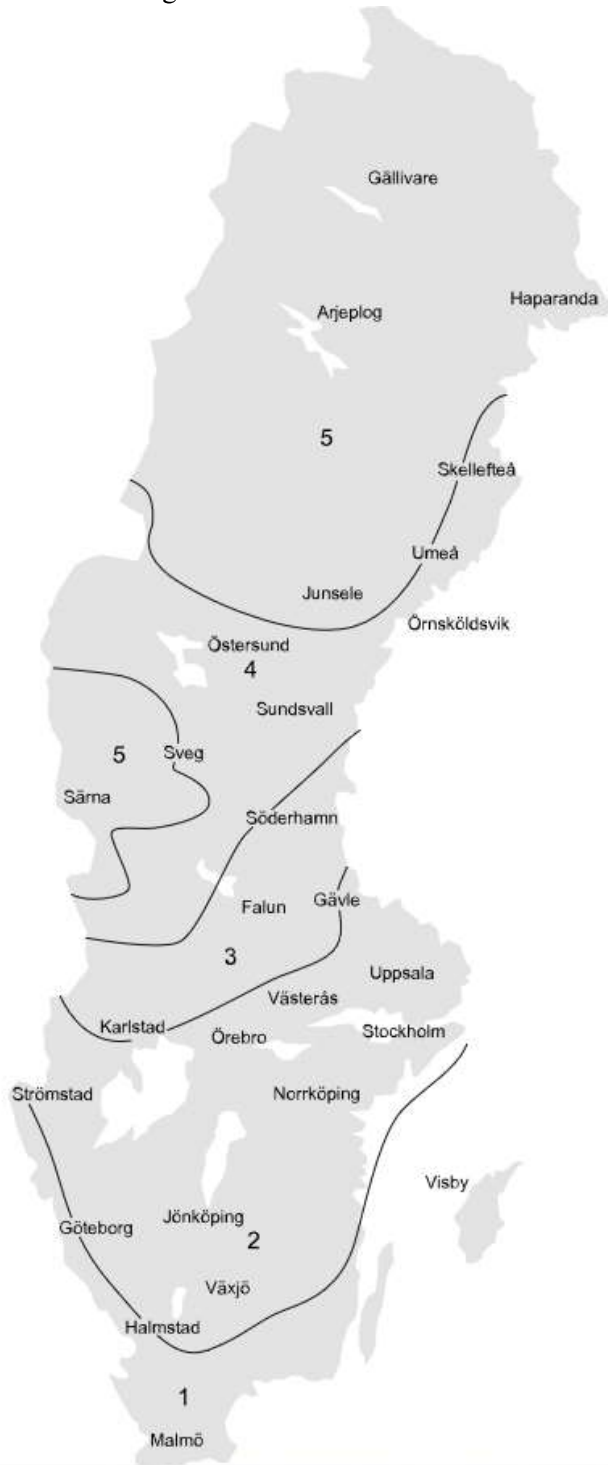 Gällivare
Haparanda
Arjeplog
5
Skellefteå
Umeå
Junsele
Örnsköldsvik
Östersund
4
Sundsvall
Sveg
5
Särna
Söderhamn
Gävle
Falun
3
Uppsala
Västerås
Karlstad
Stockholm
Örebro
Strömstad
Norrköping
Visby
Jönköping
Göteborg
2
Växjö
Halmstad
1
Malmö